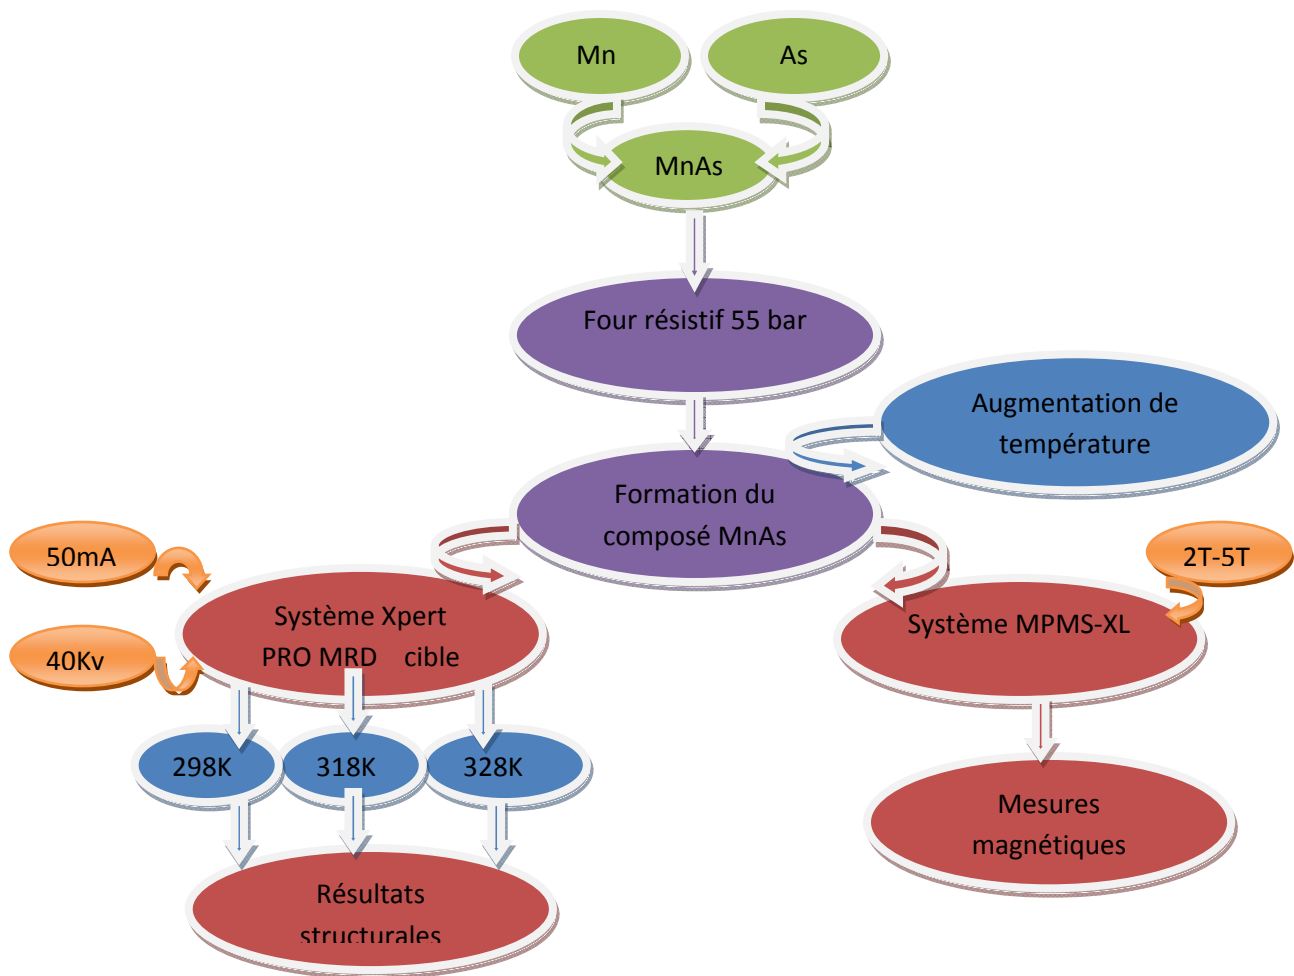 Mn
As
MnAs
Four résistif 55 bar
Augmentation de
température
Formation du
composé MnAs
50mA
40Kv
Système Xpert
PRO MRD cible
2T-5T
Système MPMS-XL
298K
318K
328K
Mesures
magnétiques
Résultats
structurales